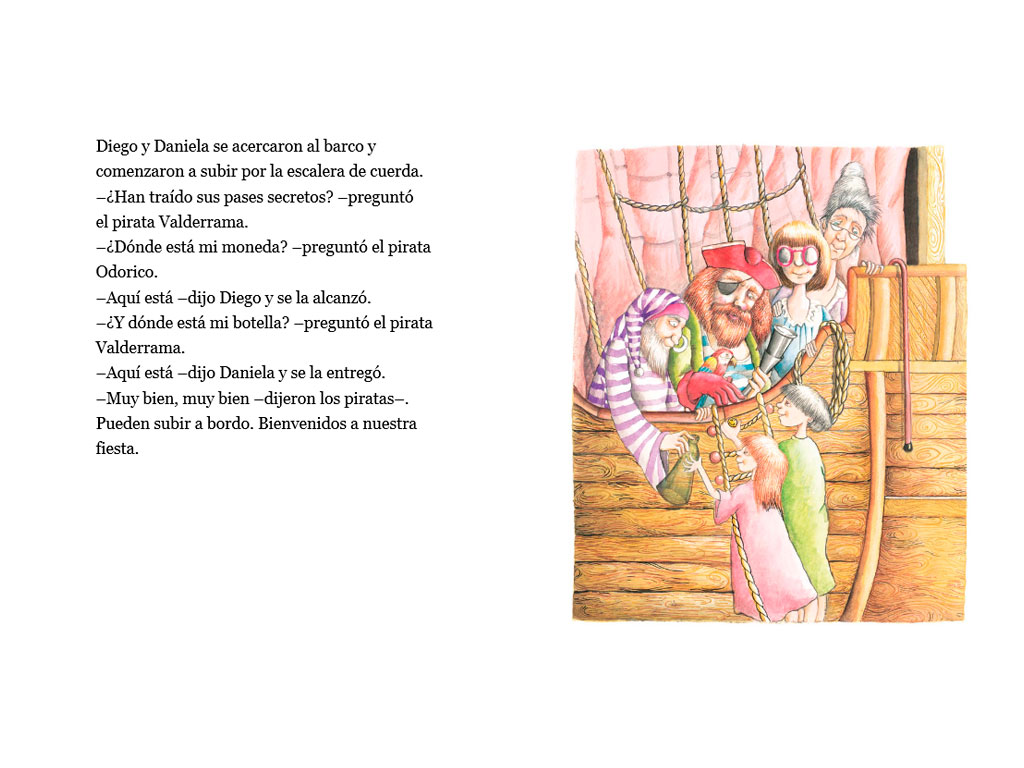 Diego y Daniela se acercaron al barco y
comenzaron a subir por la escalera de cuerda.
–¿Han traído sus pases secretos? –preguntó
el pirata Valderrama.
–¿Dónde está mi moneda? –preguntó el pirata
Odorico.
–Aquí está –dijo Diego y se la alcanzó.
–¿Y dónde está mi botella? –preguntó el pirata
Valderrama.
–Aquí está –dijo Daniela y se la entregó.
–Muy bien, muy bien –dijeron los piratas–.
Pueden subir a bordo. Bienvenidos a nuestra
fiesta.